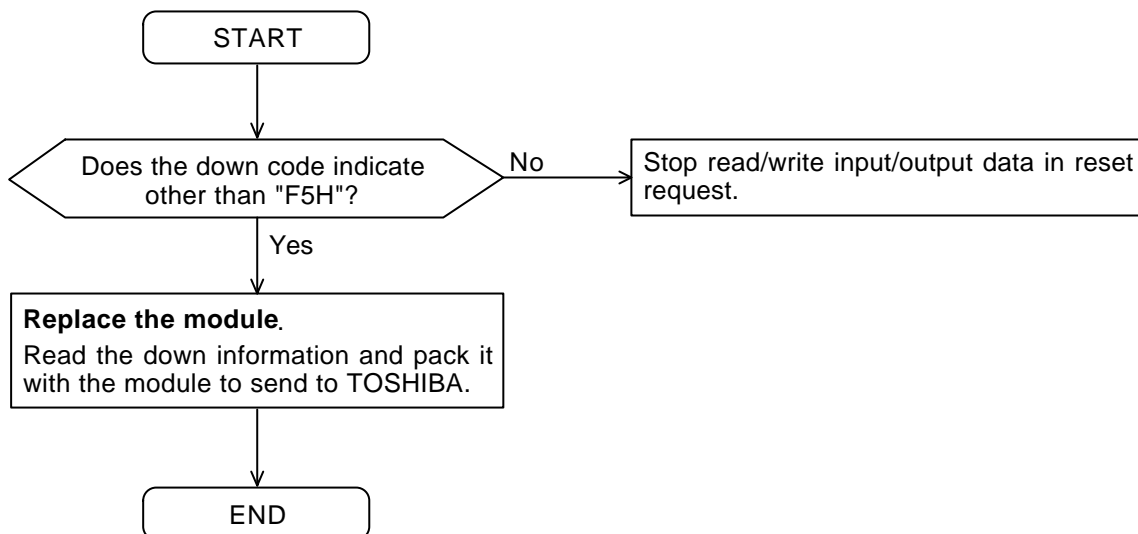 START
Does the down code indicate
other than "F5H"?
No
Stop read/write input/output data in reset
request.
Yes
Replace the module.
Read the down information and pack it
with the module to send to TOSHIBA.
END